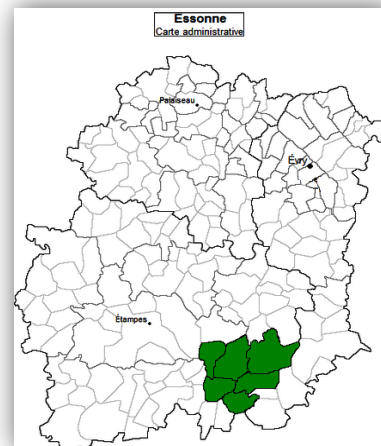 Essonne
Carte administrative
Palaiseau
Évry
Étampes